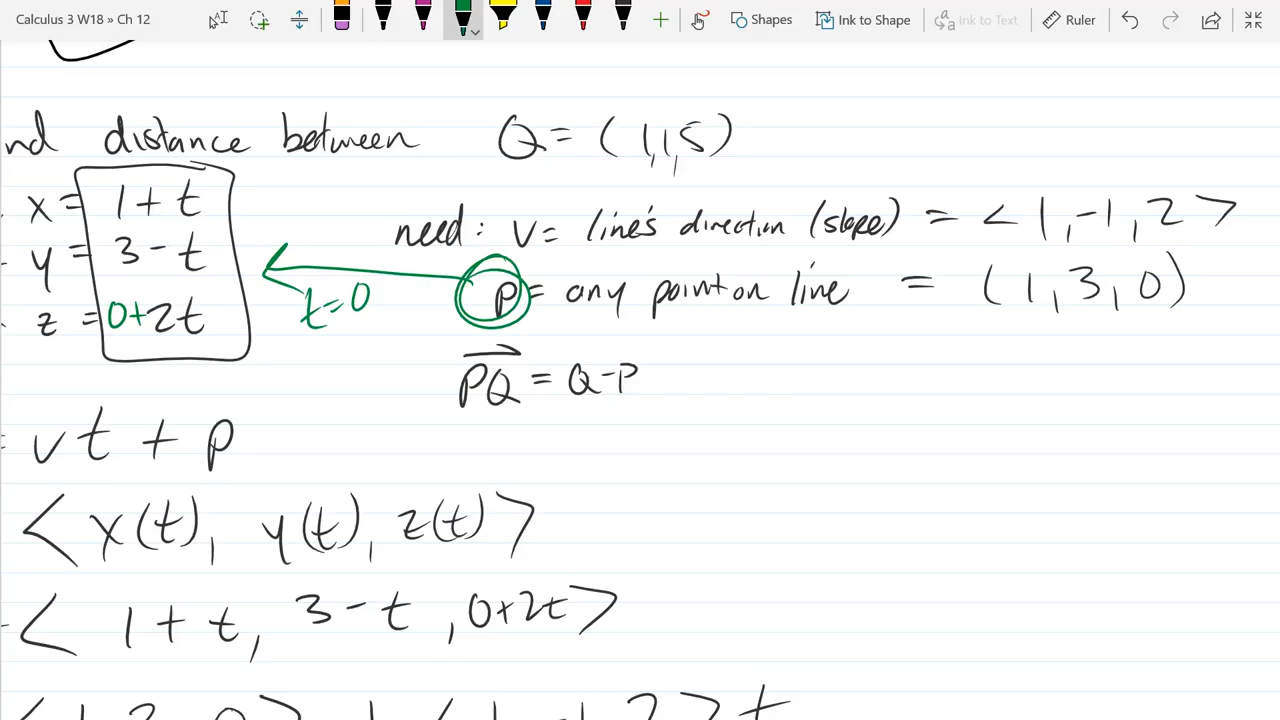 Calculus 3 W18 » Ch 12
Shapes
Ink to Shape
Ink to Text
Ruler
nd distance between Q = (1,1,5)
x = 1 + t
y = 3 - t
z = 0+2t
t=0
need: v = line's direction (slope) = < 1, -1, 2 >
P = any point on line = (1, 3, 0)
PQ = Q-P
= vt + p
< x(t), y(t), z(t) >
< 1 + t, 3 - t, 0+2t >